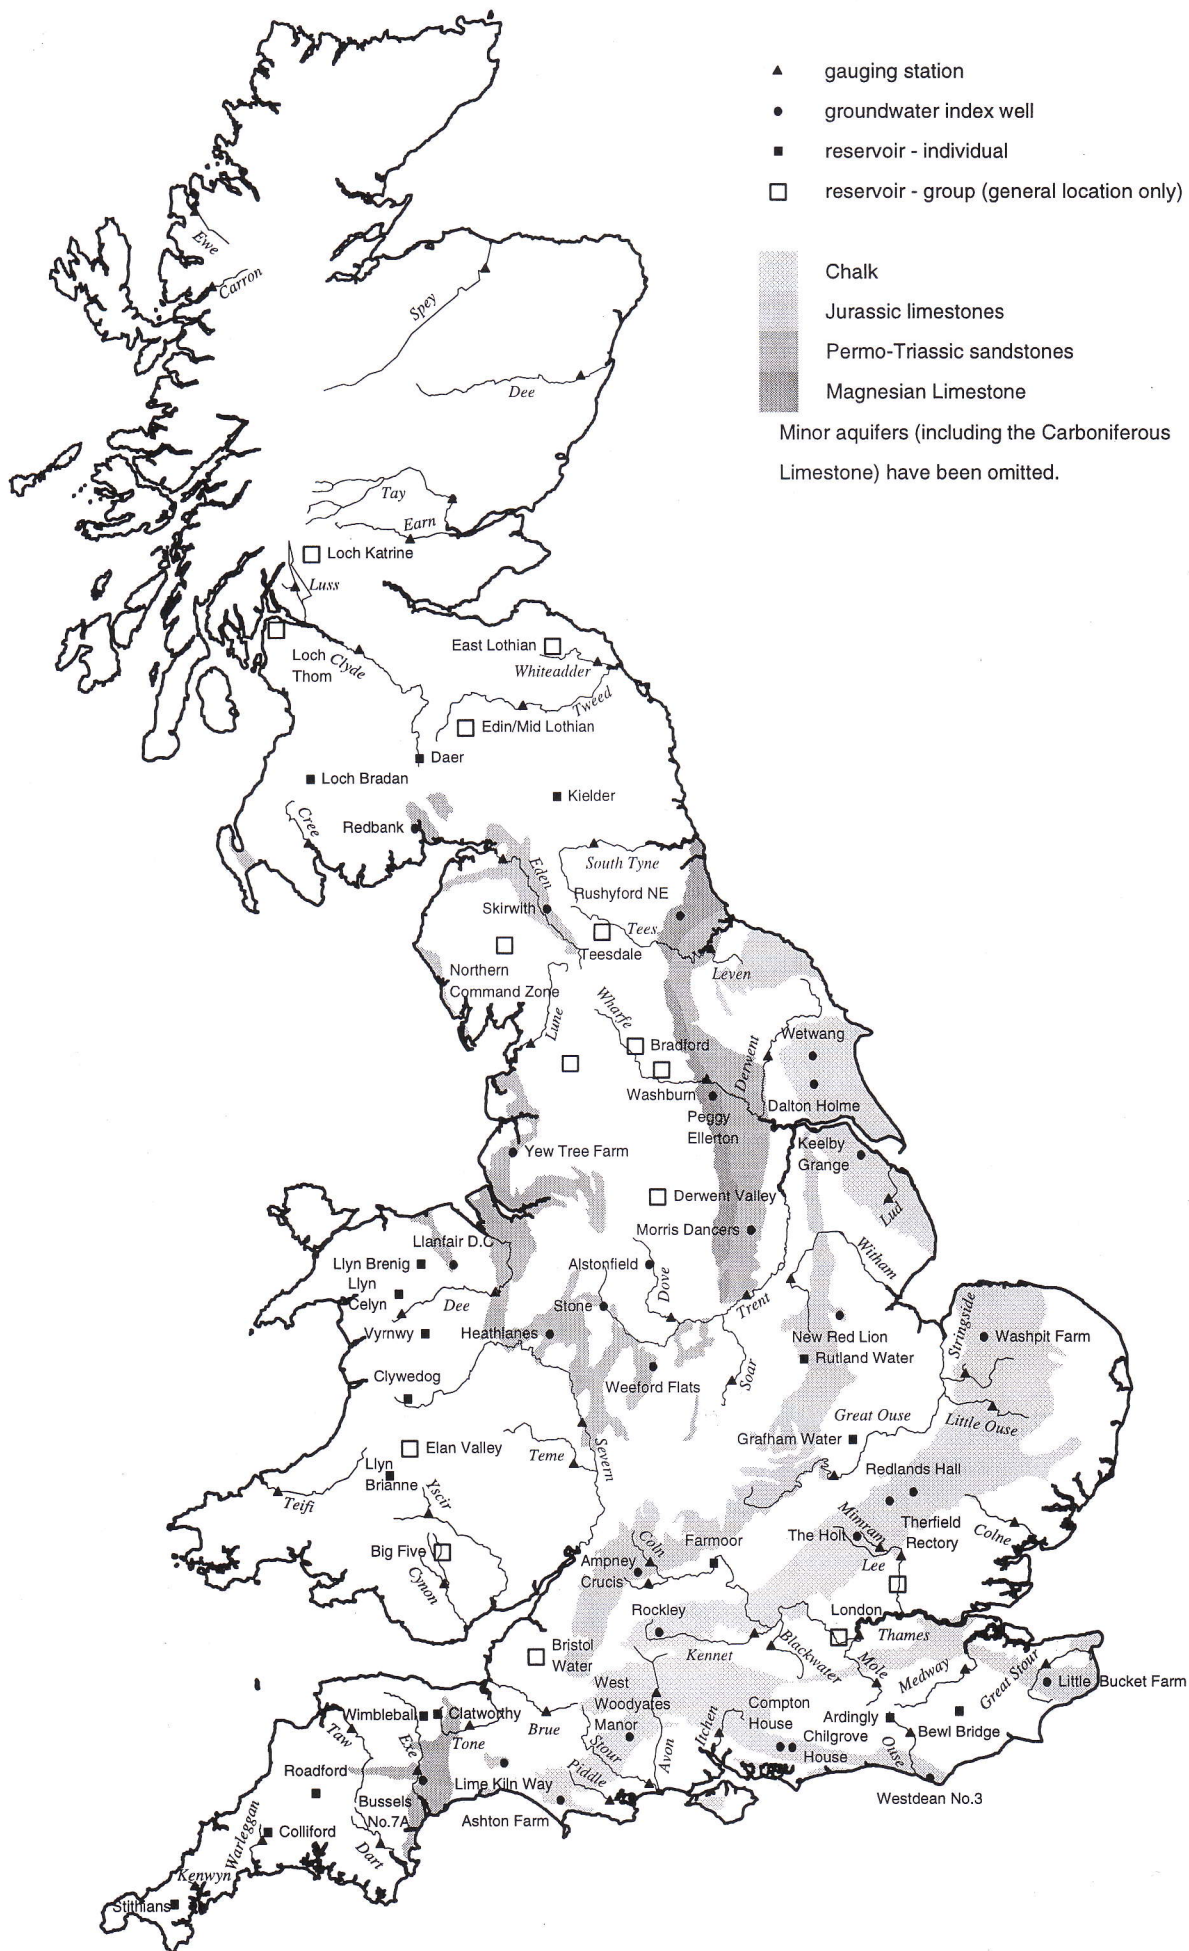 gauging station
groundwater index well
reservoir - individual
reservoir - group (general location only)
Chalk
Jurassic limestones
Permo-Triassic sandstones
Magnesian Limestone
Minor aquifers (including the Carboniferous
Limestone) have been omitted.
Ewe
Carron
Spey
Dee
Tay
Earn
Loch Katrine
Luss
East Lothian
Loch
Thom
Clyde
Whiteadder
Tweed
Edin/Mid Lothian
Daer
Loch Bradan
Kielder
Cree
Redbank
Eden
South Tyne
Rushyford NE
Skirwith
Tees
Teesdale
Northern
Command Zone
Leven
Lune
Wharfe
Bradford
Washburn
Derwent
Wetwang
Dalton Holme
Peggy
Ellerton
Keelby
Grange
Yew Tree Farm
Derwent Valley
Lud
Morris Dancers
Llanfair D.C
Llyn Brenig
Llyn
Celyn
Dee
Alstonfield
Dove
Witham
Stone
Trent
Vyrnwy
Heathlanes
New Red Lion
Rutland Water
Stringside
Washpit Farm
Clywedog
Weeford Flats
Soar
Great Ouse
Little Ouse
Elan Valley
Teme
Severn
Grafham Water
Llyn
Brianne
Teifi
Yscir
Redlands Hall
Mimram
The Holt
Therfield
Rectory
Colne
Big Five
Cynon
Coln
Farmoor
Ampney
Crucis
Lee
Rockley
London
Thames
Bristol
Water
Kennet
Blackwater
Mole
Medway
Great Stour
Little Bucket Farm
West
Woodyates
Manor
Compton
House
Chilgrove
House
Ardingly
Bewl Bridge
Wimbleball
Clatworthy
Brue
Itchen
Taw
Exe
Tone
Stour
Avon
Ouse
Roadford
Lime Kiln Way
Piddle
Bussels
No.7A
Ashton Farm
Westdean No.3
Warleggan
Colliford
Dart
Kenwyn
Stithians